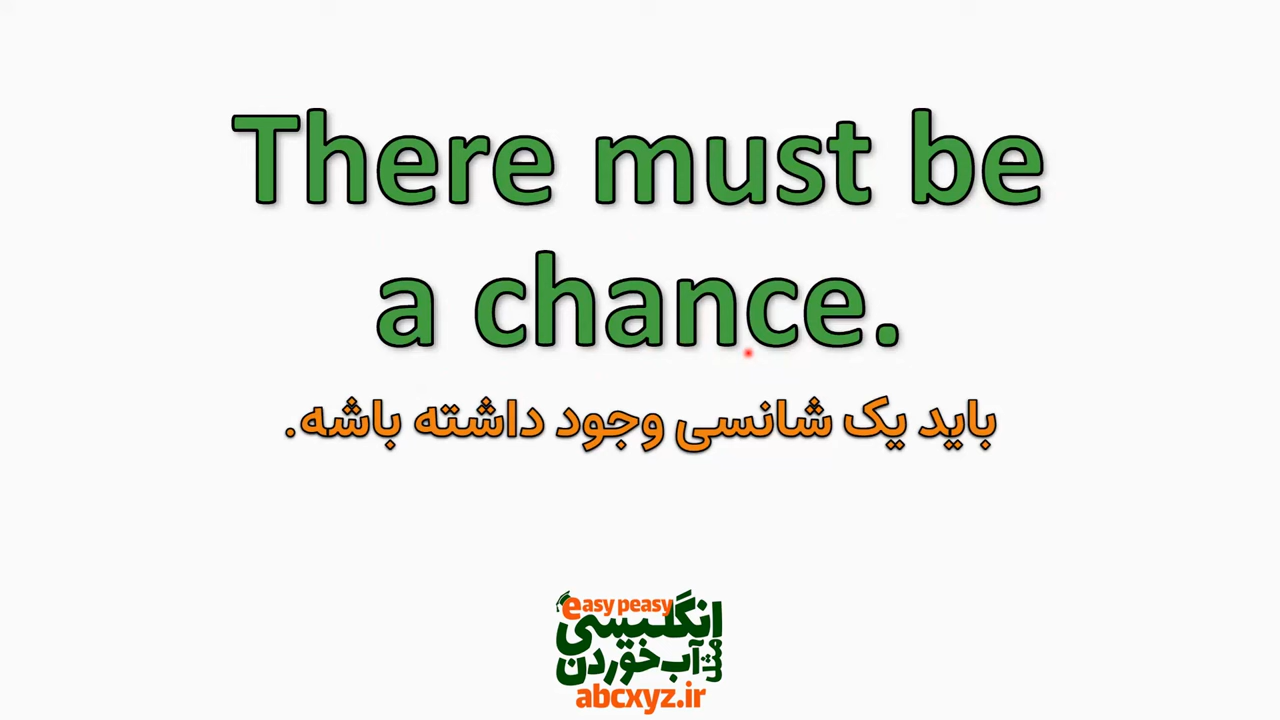 There must be
a chance.
باید یک شانسی وجود داشته باشه.
easy peasy
انگلیسی
مثل آب خوردن
abcxyz.ir